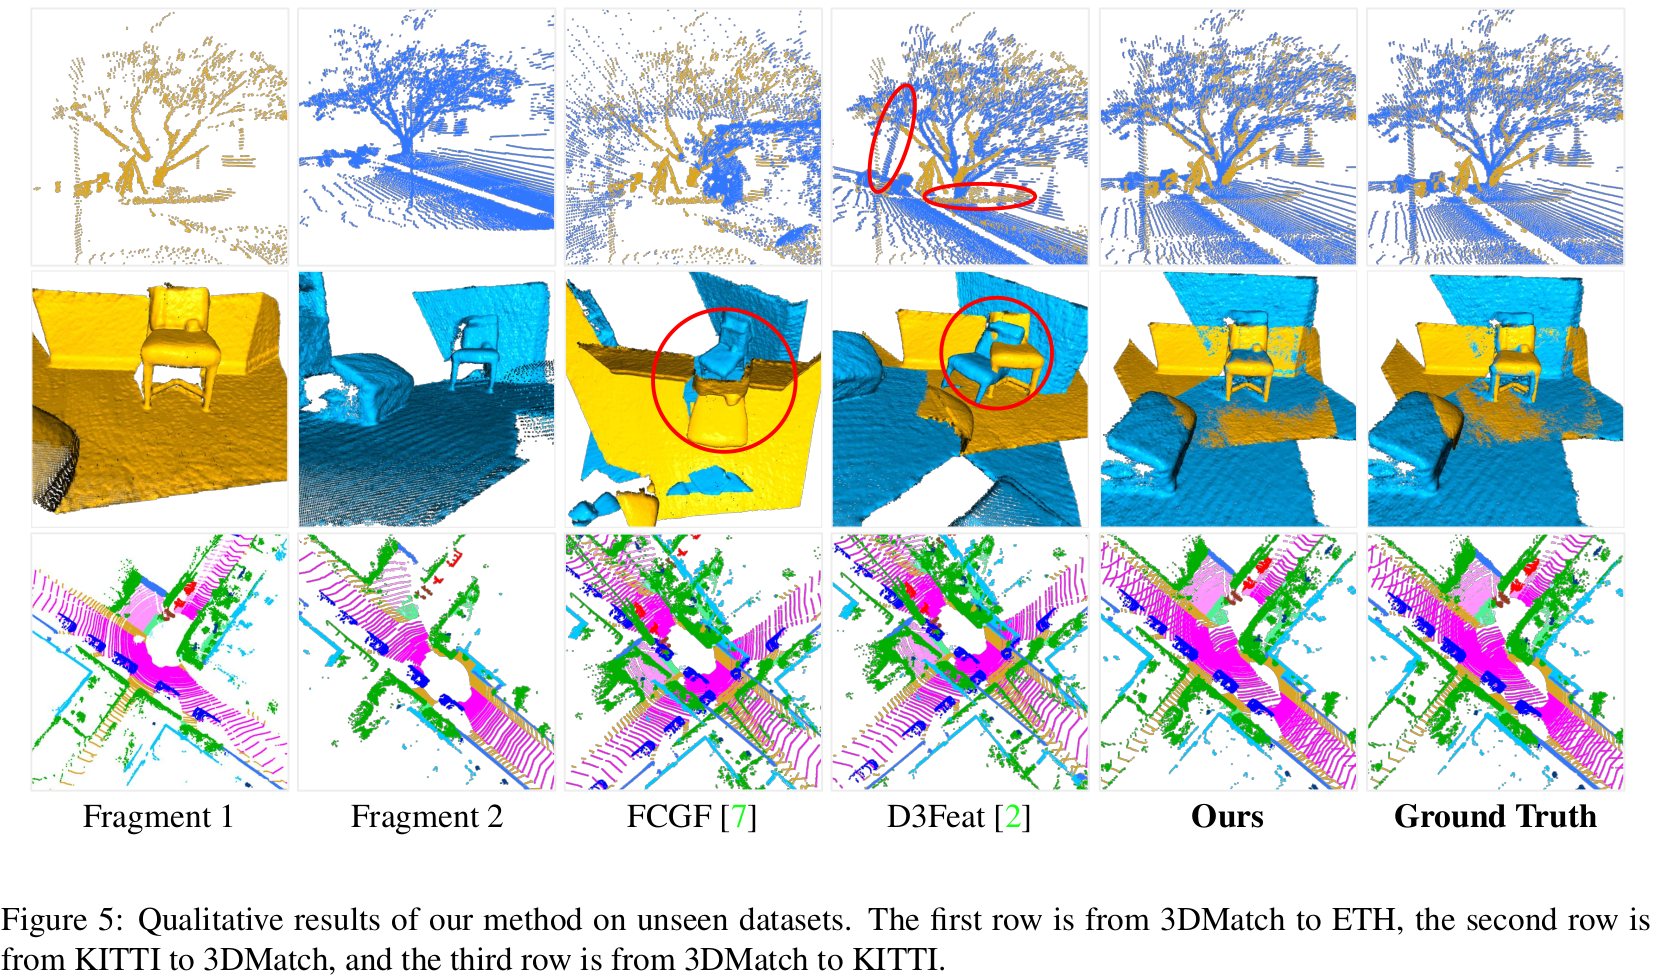 Fragment 1 Fragment 2 FCGF [7] D3Feat [2] Ours Ground Truth
Figure 5: Qualitative results of our method on unseen datasets. The first row is from 3DMatch to ETH, the second row is
from KITTI to 3DMatch, and the third row is from 3DMatch to KITTI.